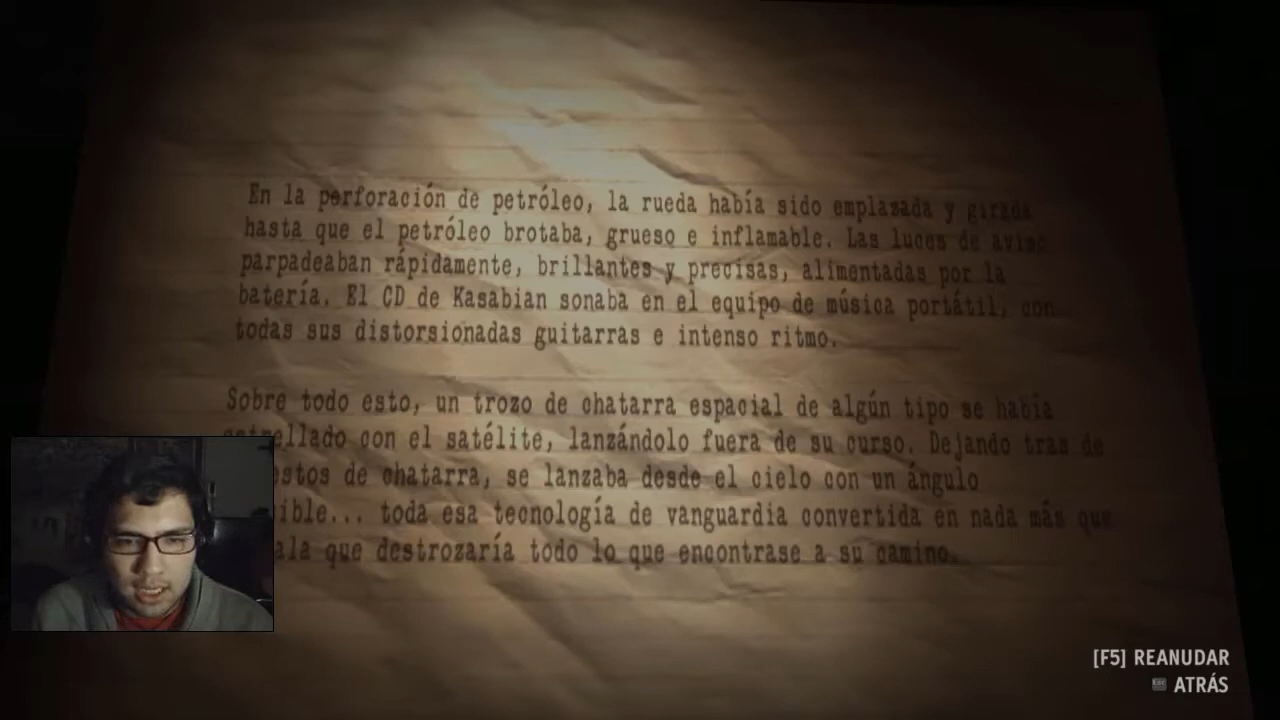 En la perforación de petróleo, la rueda había sido emplazada y girada
hasta que el petróleo brotaba, grueso e inflamable. Las luces de aviso
parpadeaban rápidamente, brillantes y precisas, alimentadas por la
batería. El CD de Kasabian sonaba en el equipo de música portátil, con
todas sus distorsionadas guitarras e intenso ritmo.
Sobre todo esto, un trozo de chatarra espacial de algún tipo se había
estrellado con el satélite, lanzándolo fuera de su curso. Dejando tras de
de chatarra, se lanzaba desde el cielo con un ángulo
toda esa tecnología de vanguardia convertida en nada más que
que destrozaría todo lo que encontrase a su camino.
[F5] REANUDAR
ATRÁS